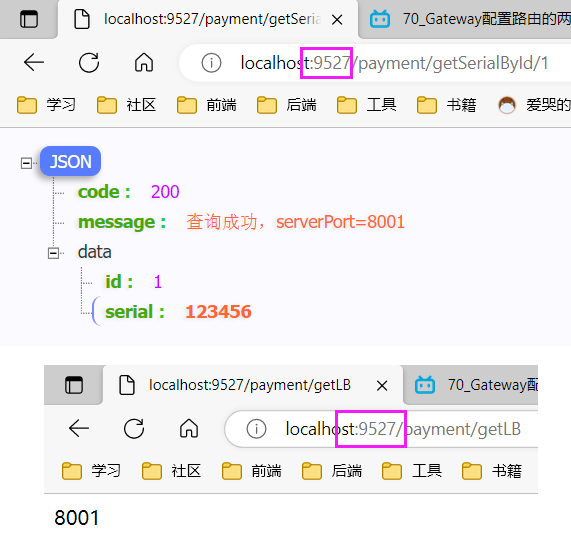 localhost:9527/payment/getSeria
70_Gateway配置路由的两
localhost:9527/payment/getSerialById/1
学习 社区 前端 后端 工具 书籍 爱哭的
JSON
code : 200
message : 查询成功，serverPort=8001
data
id : 1
serial : 123456
localhost:9527/payment/getLB
70_Gateway配
localhost:9527/payment/getLB
学习 社区 前端 后端 工具 书籍
8001